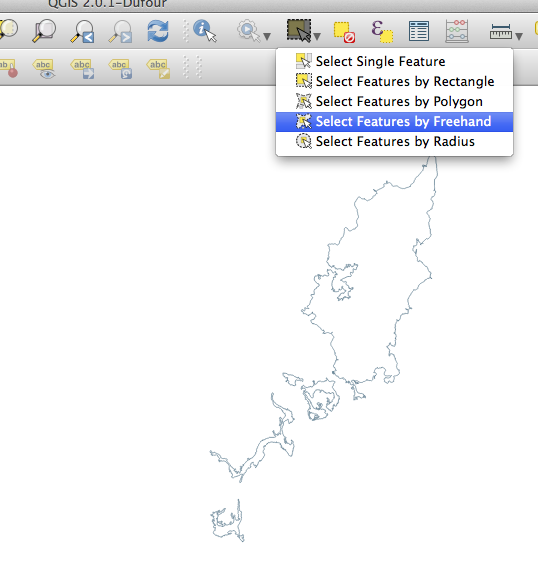 QGIS 2.0.1-Dufour
Select Single Feature
Select Features by Rectangle
Select Features by Polygon
Select Features by Freehand
Select Features by Radius
ab
abc
abc
abc
abc